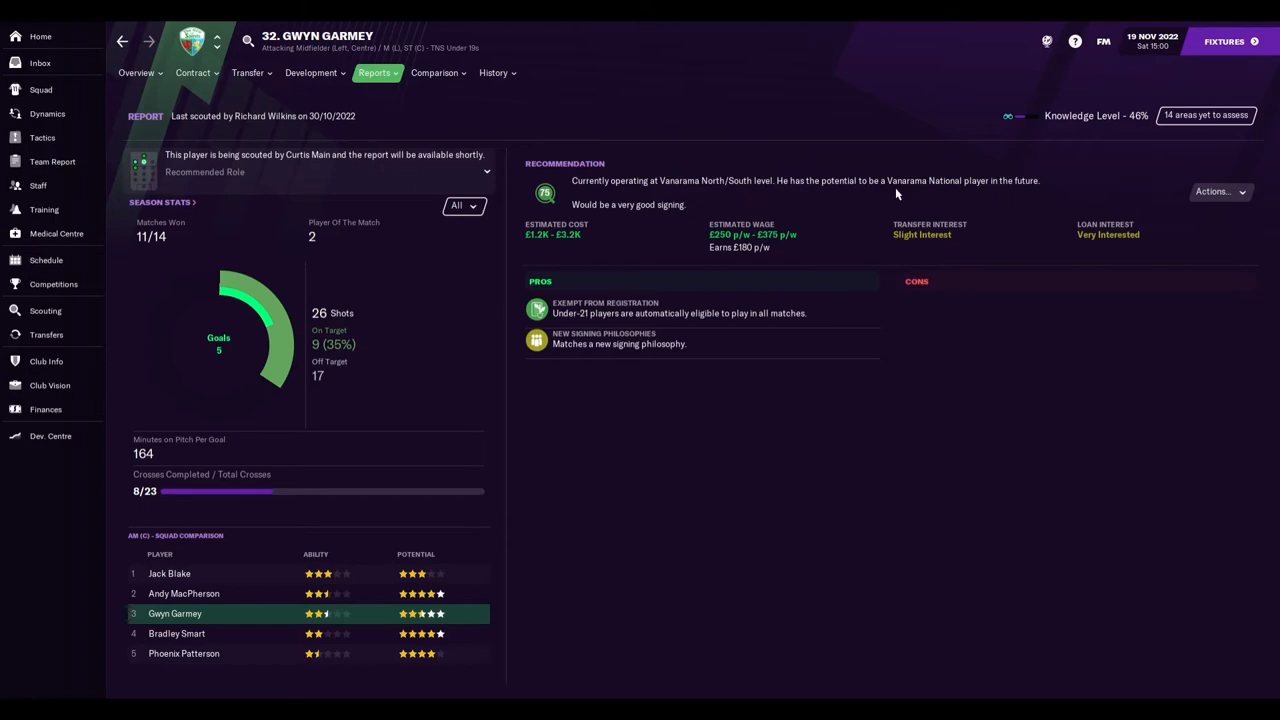 Home
Inbox
Squad
Dynamics
Tactics
Team Report
Staff
Training
Medical Centre
Schedule
Competitions
Scouting
Transfers
Club Info
Club Vision
Finances
Dev. Centre
32. GWYN GARMEY
Attacking Midfielder (Left, Centre) / M (L), ST (C) - TNS Under 19s
FM
19 NOV 2022
Sat 15:00
FIXTURES
Overview
Contract
Transfer
Development
Reports
Comparison
History
REPORT Last scouted by Richard Wilkins on 30/10/2022
Knowledge Level - 46%
14 areas yet to assess
This player is being scouted by Curtis Main and the report will be available shortly.
Recommended Role
SEASON STATS
All
Matches Won
11/14
Player Of The Match
2
Goals
5
26 Shots
On Target
9 (35%)
Off Target
17
Minutes on Pitch Per Goal
164
Crosses Completed / Total Crosses
8/23
AM (C) - SQUAD COMPARISON
PLAYER ABILITY POTENTIAL
1 Jack Blake
2 Andy MacPherson
3 Gwyn Garmey
4 Bradley Smart
5 Phoenix Patterson
RECOMMENDATION
75
Currently operating at Vanarama North/South level. He has the potential to be a Vanarama National player in the future.
Would be a very good signing.
Actions...
ESTIMATED COST
£1.2K - £3.2K
ESTIMATED WAGE
£250 p/w - £375 p/w
Earns £180 p/w
TRANSFER INTEREST
Slight Interest
LOAN INTEREST
Very Interested
PROS
EXEMPT FROM REGISTRATION
Under-21 players are automatically eligible to play in all matches.
NEW SIGNING PHILOSOPHIES
Matches a new signing philosophy.
CONS